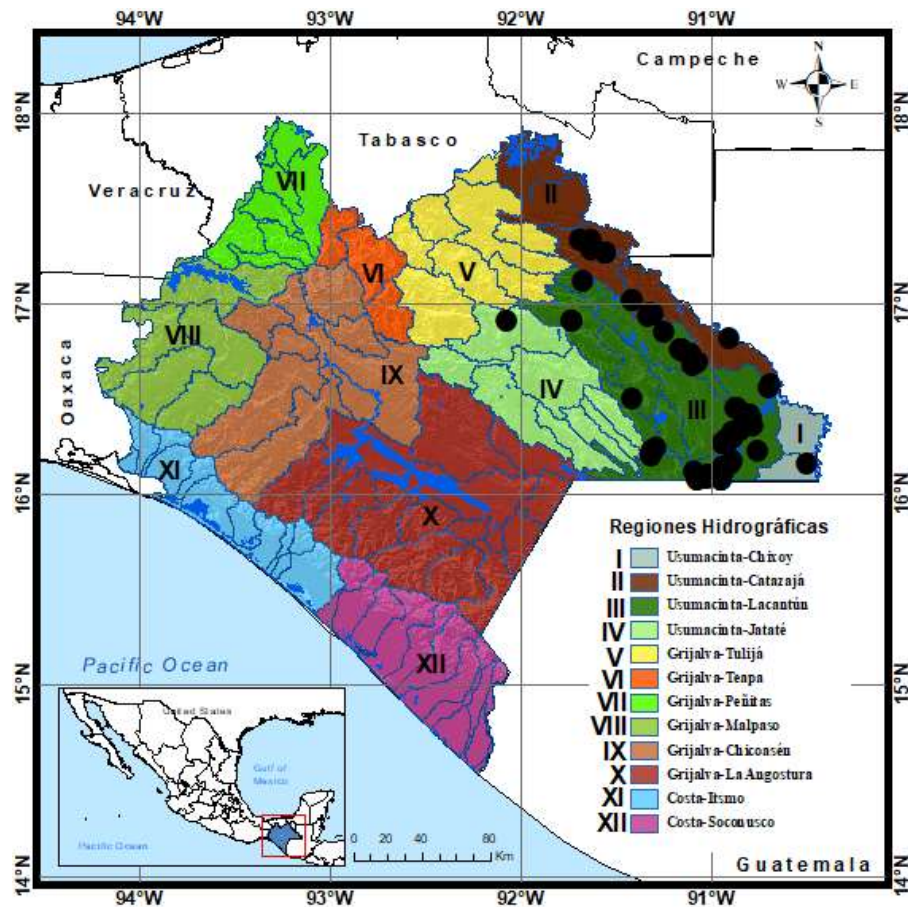 94°W 93°W 92°W 91°W
Campeche
N
W E
S
18°N 18°N
Tabasco
VII
Veracruz
II
V
VI
17°N 17°N
VIII
Oaxaca
IX
IV
III
I
XI
16°N 16°N
X
Regiones Hidrográficas
I Usumacinta-Chixoy
II Usumacinta-Catazajá
III Usumacinta-Lacantún
IV Usumacinta-Jataté
V Grijalva-Tulijá
VI Grijalva-Teapa
VII Grijalva-Peñitas
VIII Grijalva-Malpaso
IX Grijalva-Chicoasén
X Grijalva-La Angostura
XI Costa-Itsmo
XII Costa-Soconusco
XII
Pacific Ocean
15°N 15°N
United States
Gulf of
Mexico
Pacific Ocean
0 20 40 60 80
Km
Guatemala
14°N 14°N
94°W 93°W 92°W 91°W